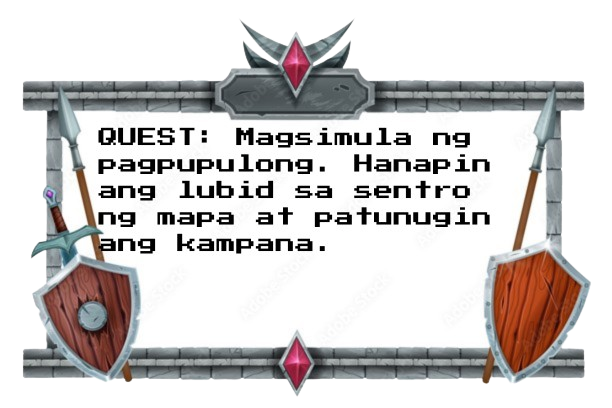 QUEST: Magsimula ng
pagpupulong. Hanapin
ang lubid sa sentro
ng mapa at patunugin
ang kampana.